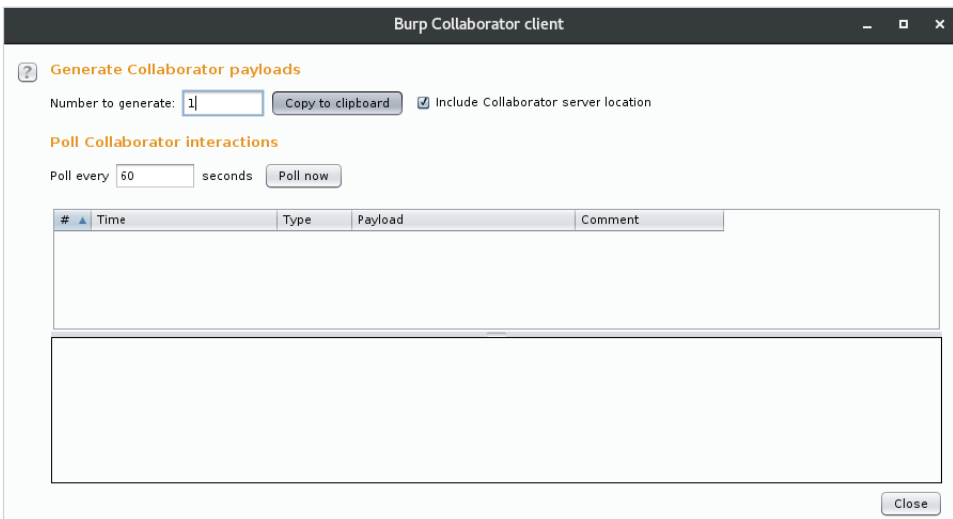 Burp Collaborator client
?
Generate Collaborator payloads
Number to generate: 1 Copy to clipboard Include Collaborator server location
Poll Collaborator interactions
Poll every 60 seconds Poll now
# Time Type Payload Comment
Close